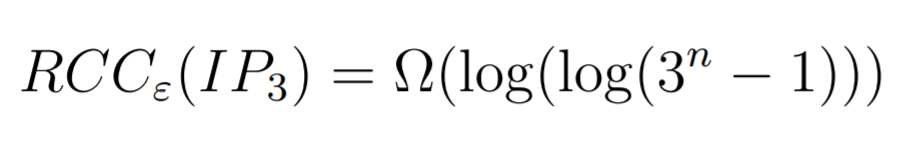 RCC_ε(IP_3) = Ω(log(log(3^n − 1)))